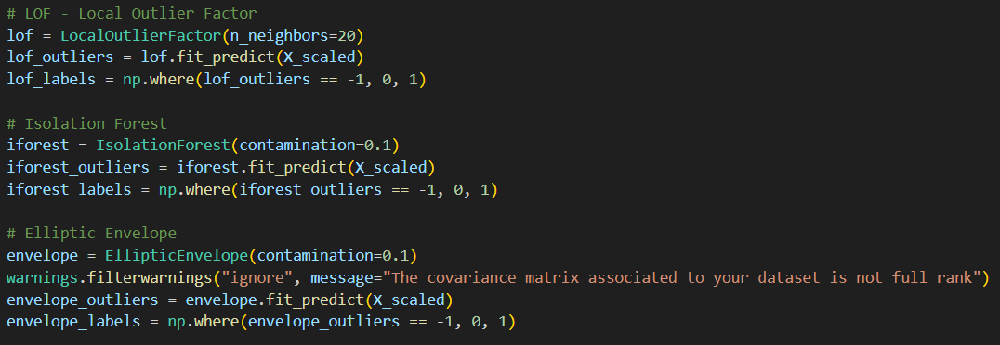 # LOF - Local Outlier Factor
lof = LocalOutlierFactor(n_neighbors=20)
lof_outliers = lof.fit_predict(X_scaled)
lof_labels = np.where(lof_outliers == -1, 0, 1)
# Isolation Forest
iforest = IsolationForest(contamination=0.1)
iforest_outliers = iforest.fit_predict(X_scaled)
iforest_labels = np.where(iforest_outliers == -1, 0, 1)
# Elliptic Envelope
envelope = EllipticEnvelope(contamination=0.1)
warnings.filterwarnings("ignore", message="The covariance matrix associated to your dataset is not full rank")
envelope_outliers = envelope.fit_predict(X_scaled)
envelope_labels = np.where(envelope_outliers == -1, 0, 1)